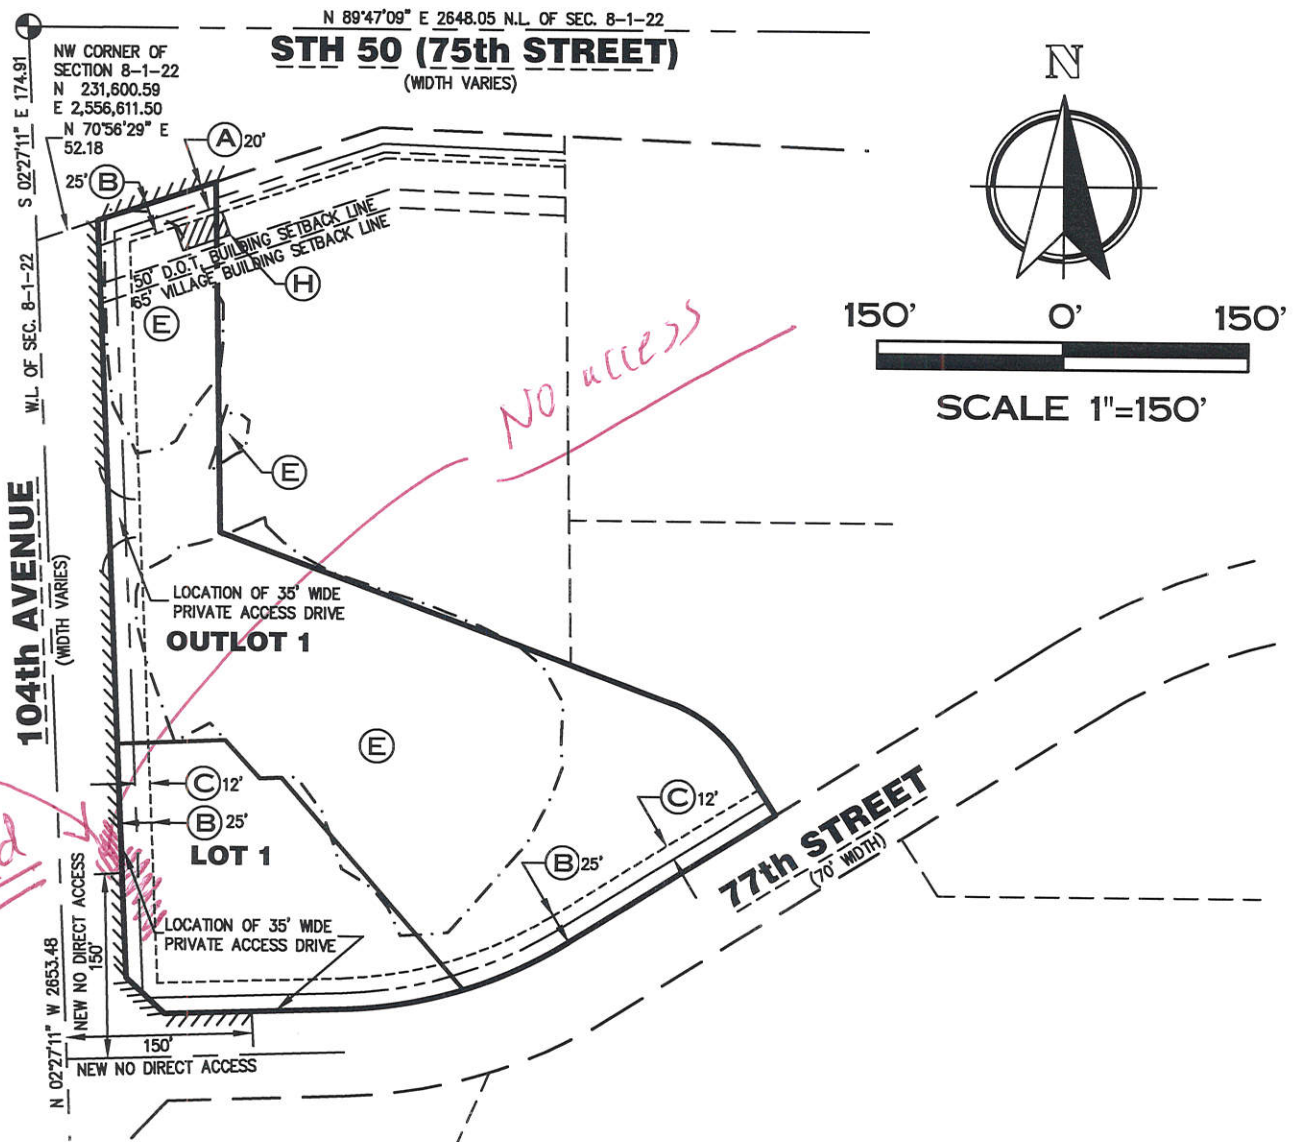 N 89°47'09" E 2648.05 N.L. OF SEC. 8-1-22
STH 50 (75th STREET)
(WIDTH VARIES)
S 02°27'11" E 174.91
NW CORNER OF
SECTION 8-1-22
N 231,600.59
E 2,556,611.50
N 70°56'29" E
52.18
A 20'
25' B
50' D.O.T. BUILDING SETBACK LINE
65' VILLAGE BUILDING SETBACK LINE
H
E
E
N
150' 0' 150'
SCALE 1"=150'
No access
W.L. OF SEC. 8-1-22
104th AVENUE
(WIDTH VARIES)
LOCATION OF 35' WIDE
PRIVATE ACCESS DRIVE
OUTLOT 1
E
C 12'
B 25'
LOT 1
C 12'
B 25'
77th STREET
(70' WIDTH)
LOCATION OF 35' WIDE
PRIVATE ACCESS DRIVE
N 02°27'11" W 2653.48
NEW NO DIRECT ACCESS
150'
150'
NEW NO DIRECT ACCESS